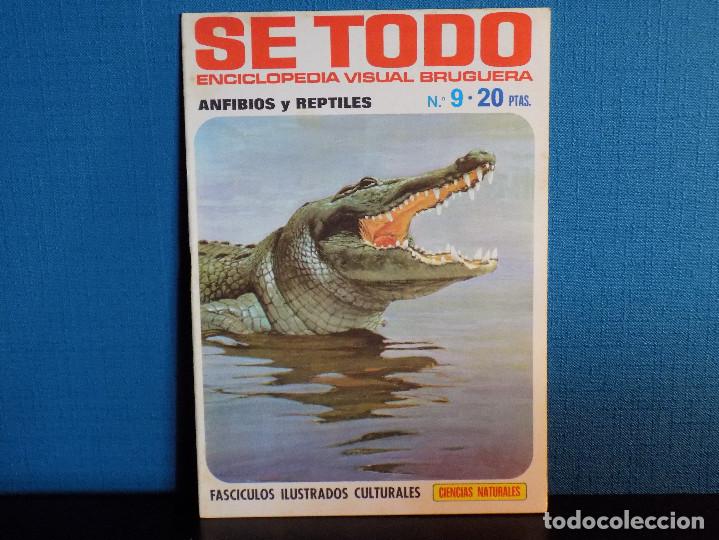 SE TODO
ENCICLOPEDIA VISUAL BRUGUERA
ANFIBIOS y REPTILES N.º 9 · 20 PTAS.
FASCICULOS ILUSTRADOS CULTURALES CIENCIAS NATURALES
todocoleccion